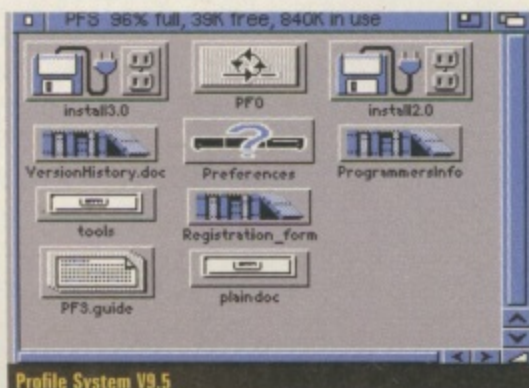 PFS 96% full, 39K free, 840K in use
install3.0
PFO
install2.0
VersionHistory.doc
Preferences
ProgrammersInfo
tools
Registration_form
PFS.guide
plaindoc
Profile System V9.5